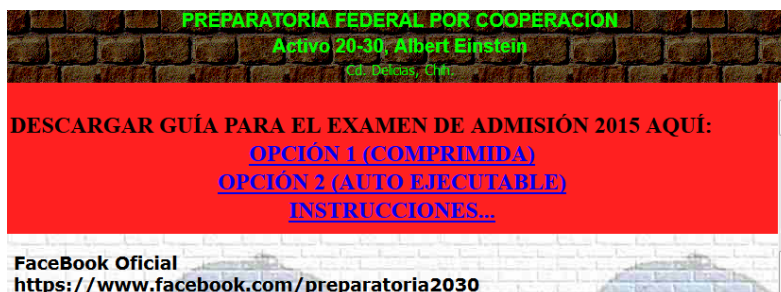 PREPARATORIA FEDERAL POR COOPERACIÓN
Activo 20-30, Albert Einstein
Cd. Delicias, Chih.
DESCARGAR GUÍA PARA EL EXAMEN DE ADMISIÓN 2015 AQUÍ:
OPCIÓN 1 (COMPRIMIDA)
OPCIÓN 2 (AUTO EJECUTABLE)
INSTRUCCIONES...
FaceBook Oficial
https://www.facebook.com/preparatoria2030